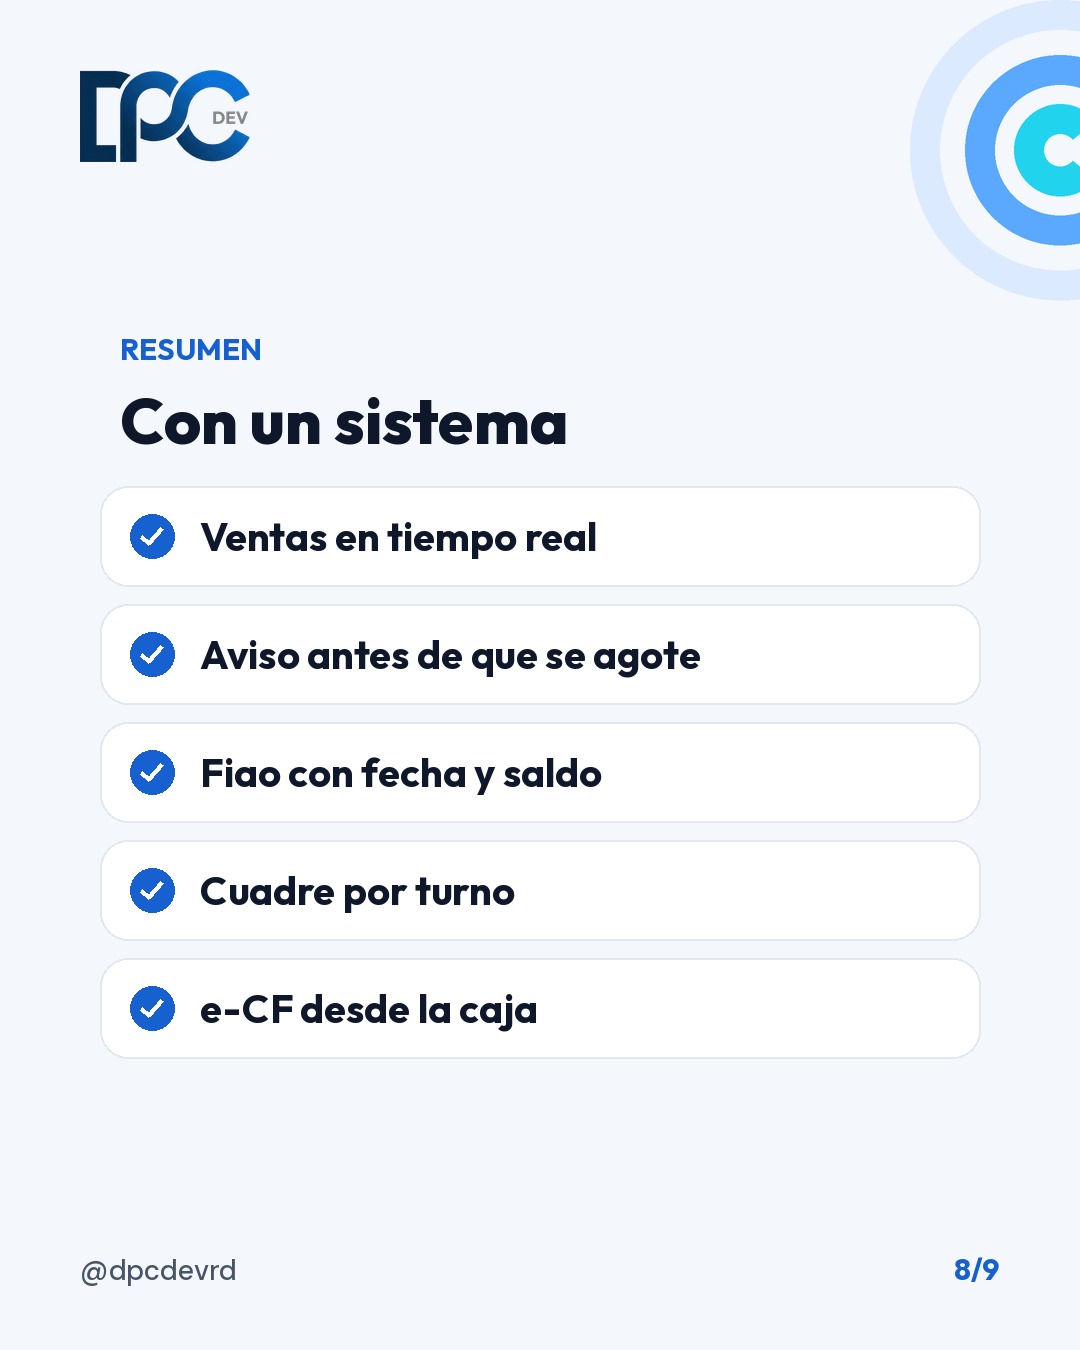 DPC
DEV
RESUMEN
Con un sistema
Ventas en tiempo real
Aviso antes de que se agote
Fiao con fecha y saldo
Cuadre por turno
e-CF desde la caja
@dpcdevrd
8/9